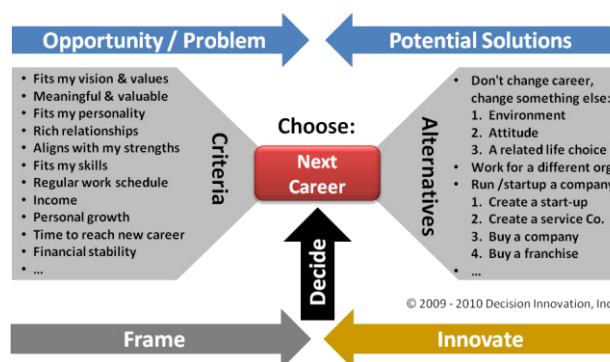 Opportunity / Problem
Potential Solutions
• Fits my vision & values
• Meaningful & valuable
• Fits my personality
• Rich relationships
• Aligns with my strengths
• Fits my skills
• Regular work schedule
• Income
• Personal growth
• Time to reach new career
• Financial stability
• ...
Criteria
Choose:
Next
Career
Decide
Alternatives
• Don't change career,
change something else:
1. Environment
2. Attitude
3. A related life choice
• Work for a different org
• Run /startup a company
1. Create a start-up
2. Create a service Co.
3. Buy a company
4. Buy a franchise
• ...
© 2009 - 2010 Decision Innovation, Inc
Frame
Innovate